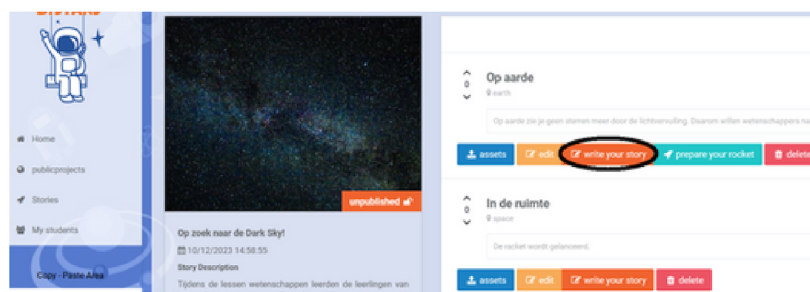 Home
publicprojects
Stories
My students
Copy - Paste Area
unpublished
Op zoek naar de Dark Sky!
10/12/2023 14:58:55
Story Description
Tijdens de lessen wetenschappen leerden de leerlingen van
Op aarde
0
earth
Op aarde zie je geen sterren meer door de lichtvervuiling. Daarom willen wetenschappers na
assets edit write your story prepare your rocket delete
In de ruimte
0
space
De racket wordt gelanceerd.
assets edit write your story delete